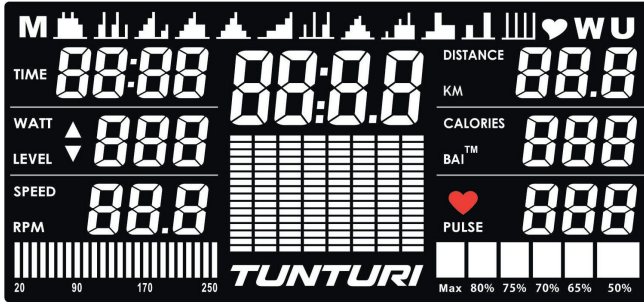 M W U
TIME 88:88
88:8.8
DISTANCE
KM
88.8
WATT
LEVEL
888
CALORIES
BAI™
888
SPEED
RPM
88.8
PULSE
888
20 90 170 250
TUNTURI
Max 80% 75% 70% 65% 50%